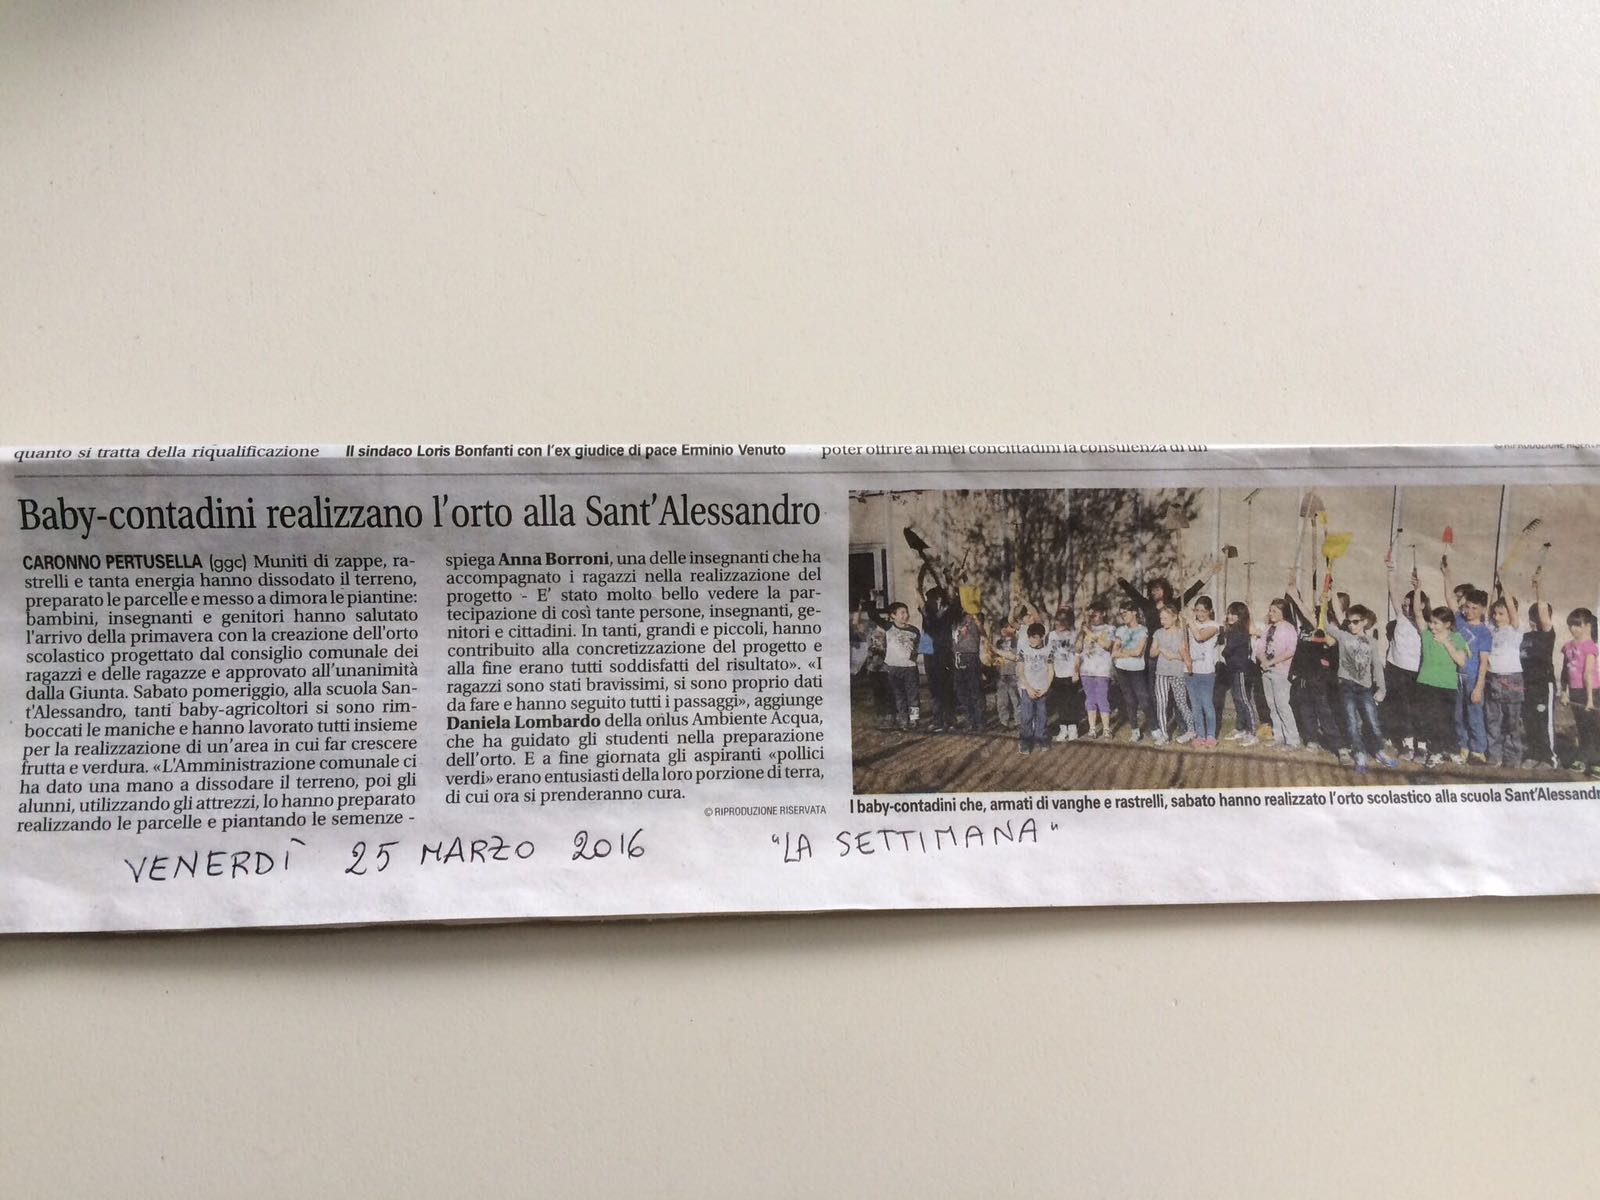 quanto si tratta della riqualificazione
Il sindaco Loris Bonfanti con l'ex giudice di pace Erminio Venuto
poter offrire ai miei concittadini la consulenza di un
Baby-contadini realizzano l'orto alla Sant'Alessandro
CARONNO PERTUSELLA (ggc) Muniti di zappe, ra-
strelli e tanta energia hanno dissodato il terreno,
preparato le parcelle e messo a dimora le piantine:
bambini, insegnanti e genitori hanno salutato
l'arrivo della primavera con la creazione dell'orto
scolastico progettato dal consiglio comunale dei
ragazzi e delle ragazze e approvato all'unanimità
dalla Giunta. Sabato pomeriggio, alla scuola San-
t'Alessandro, tanti baby-agricoltori si sono rim-
boccati le maniche e hanno lavorato tutti insieme
per la realizzazione di un'area in cui far crescere
frutta e verdura. «L'Amministrazione comunale ci
ha dato una mano a dissodare il terreno, poi gli
alunni, utilizzando gli attrezzi, lo hanno preparato
realizzando le parcelle e piantando le semenze -
spiega Anna Borroni, una delle insegnanti che ha
accompagnato i ragazzi nella realizzazione del
progetto - E' stato molto bello vedere la par-
tecipazione di così tante persone, insegnanti, ge-
nitori e cittadini. In tanti, grandi e piccoli, hanno
contribuito alla concretizzazione del progetto e
alla fine erano tutti soddisfatti del risultato». «I
ragazzi sono stati bravissimi, si sono proprio dati
da fare e hanno seguito tutti i passaggi», aggiunge
Daniela Lombardo della onlus Ambiente Acqua,
che ha guidato gli studenti nella preparazione
dell'orto. E a fine giornata gli aspiranti «pollici
verdi» erano entusiasti della loro porzione di terra,
di cui ora si prenderanno cura.
© RIPRODUZIONE RISERVATA
I baby-contadini che, armati di vanghe e rastrelli, sabato hanno realizzato l'orto scolastico alla scuola Sant'Alessandr
VENERDÌ 25 MARZO 2016 "LA SETTIMANA"